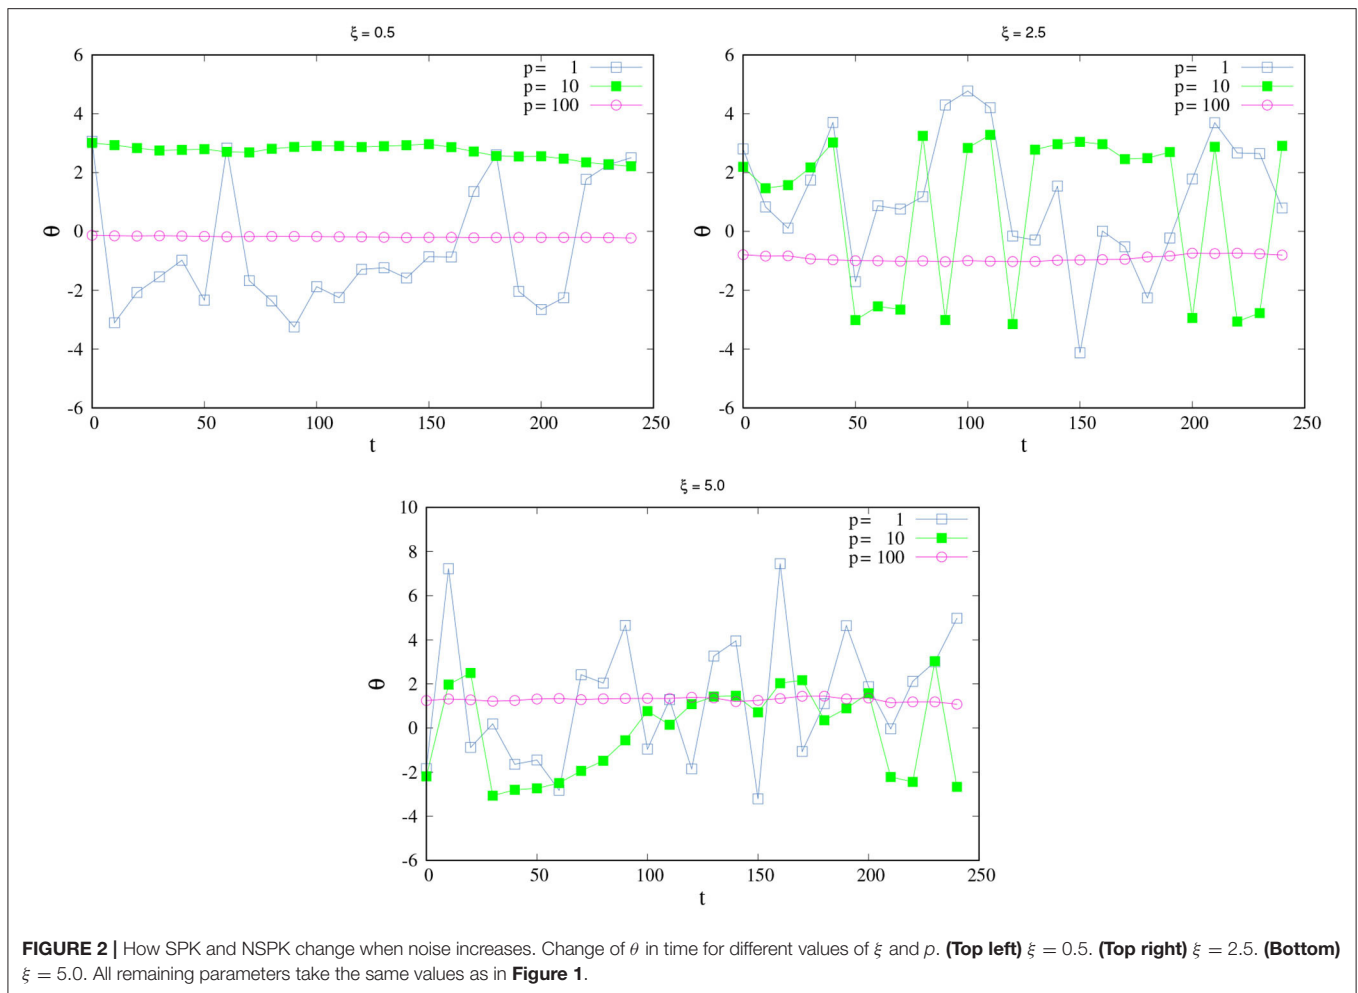 ξ = 0.5
6
4
2
0
-2
-4
-6
θ
p = 1
p = 10
p = 100
0 50 100 150 200 250
t
ξ = 2.5
6
4
2
0
-2
-4
-6
θ
p = 1
p = 10
p = 100
0 50 100 150 200 250
t
ξ = 5.0
10
8
6
4
2
0
-2
-4
-6
θ
p = 1
p = 10
p = 100
0 50 100 150 200 250
t
FIGURE 2 | How SPK and NSPK change when noise increases. Change of θ in time for different values of ξ and p. (Top left) ξ = 0.5. (Top right) ξ = 2.5. (Bottom)
ξ = 5.0. All remaining parameters take the same values as in Figure 1.